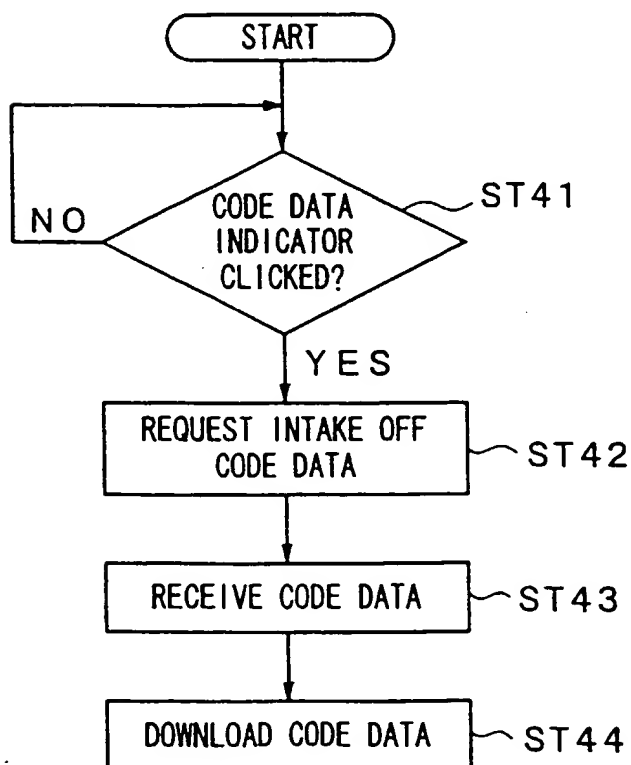 START
CODE DATA
INDICATOR
CLICKED?
ST41
NO
YES
REQUEST INTAKE OFF
CODE DATA
ST42
RECEIVE CODE DATA
ST43
DOWNLOAD CODE DATA
ST44